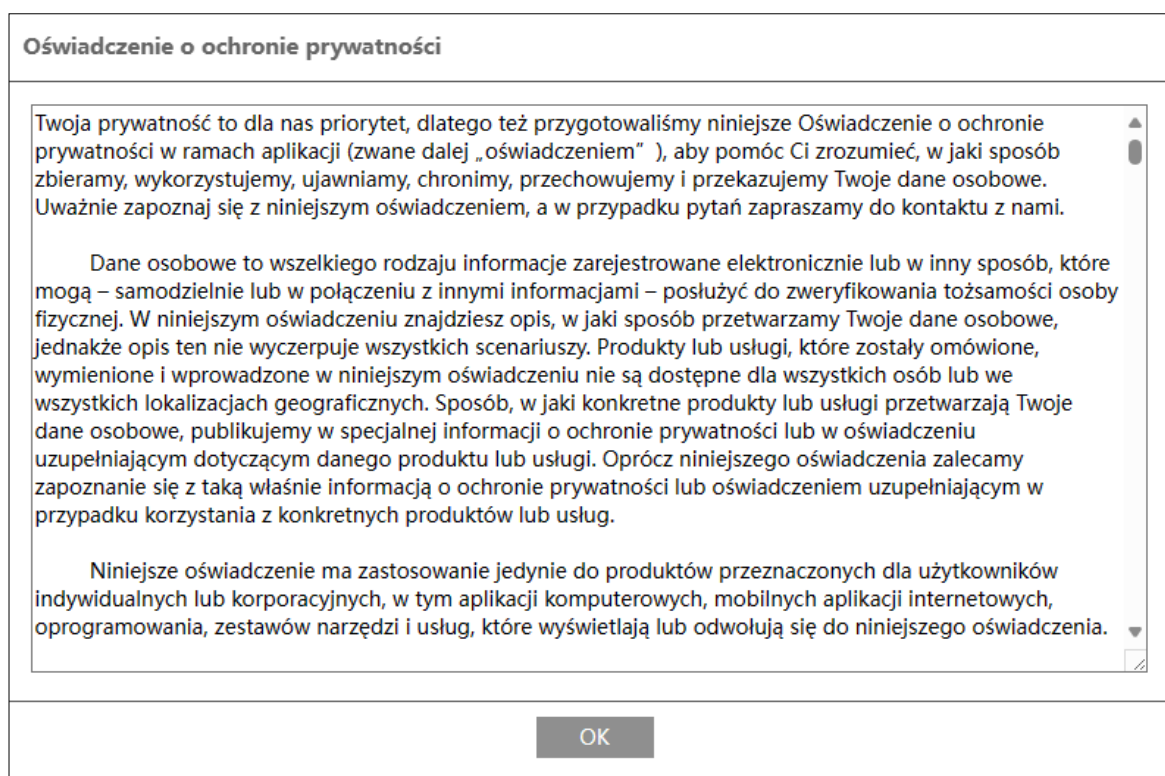 Oświadczenie o ochronie prywatności
Twoja prywatność to dla nas priorytet, dlatego też przygotowaliśmy niniejsze Oświadczenie o ochronie
prywatności w ramach aplikacji (zwane dalej „oświadczeniem” ), aby pomóc Ci zrozumieć, w jaki sposób
zbieramy, wykorzystujemy, ujawniamy, chronimy, przechowujemy i przekazujemy Twoje dane osobowe.
Uważnie zapoznaj się z niniejszym oświadczeniem, a w przypadku pytań zapraszamy do kontaktu z nami.
Dane osobowe to wszelkiego rodzaju informacje zarejestrowane elektronicznie lub w inny sposób, które
mogą – samodzielnie lub w połączeniu z innymi informacjami – posłużyć do zweryfikowania tożsamości osoby
fizycznej. W niniejszym oświadczeniu znajdziesz opis, w jaki sposób przetwarzamy Twoje dane osobowe,
jednakże opis ten nie wyczerpuje wszystkich scenariuszy. Produkty lub usługi, które zostały omówione,
wymienione i wprowadzone w niniejszym oświadczeniu nie są dostępne dla wszystkich osób lub we
wszystkich lokalizacjach geograficznych. Sposób, w jaki konkretne produkty lub usługi przetwarzają Twoje
dane osobowe, publikujemy w specjalnej informacji o ochronie prywatności lub w oświadczeniu
uzupełniającym dotyczącym danego produktu lub usługi. Oprócz niniejszego oświadczenia zalecamy
zapoznanie się z taką właśnie informacją o ochronie prywatności lub oświadczeniem uzupełniającym w
przypadku korzystania z konkretnych produktów lub usług.
Niniejsze oświadczenie ma zastosowanie jedynie do produktów przeznaczonych dla użytkowników
indywidualnych lub korporacyjnych, w tym aplikacji komputerowych, mobilnych aplikacji internetowych,
oprogramowania, zestawów narzędzi i usług, które wyświetlają lub odwołują się do niniejszego oświadczenia.
OK